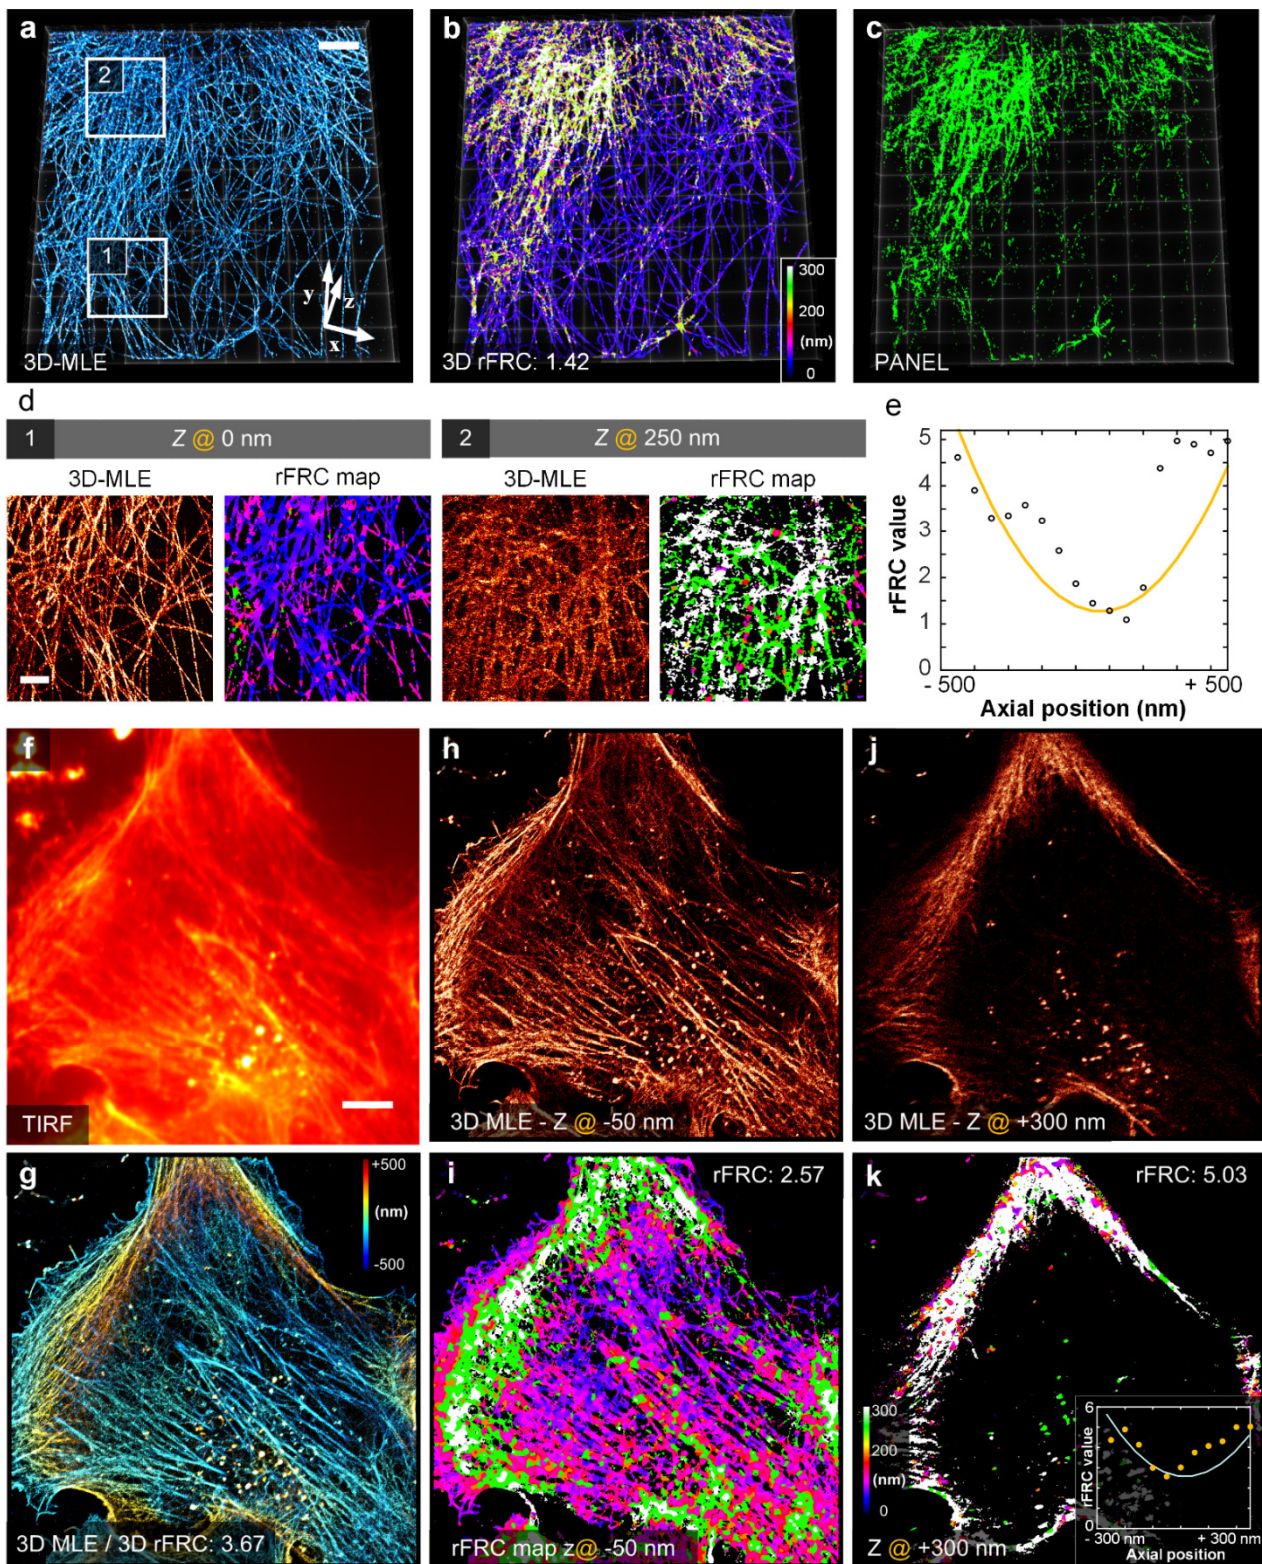 a
2
1
y
z
x
3D-MLE
b
300
200
(nm)
0
3D rFRC: 1.42
c
PANEL
d
1 Z @ 0 nm
2 Z @ 250 nm
3D-MLE
rFRC map
3D-MLE
rFRC map
e
5
4
3
2
1
0
rFRC value
- 500
+ 500
Axial position (nm)
f
TIRF
h
3D MLE - Z @ -50 nm
j
3D MLE - Z @ +300 nm
g
+500
(nm)
-500
3D MLE / 3D rFRC: 3.67
i
rFRC: 2.57
rFRC map z@ -50 nm
k
rFRC: 5.03
300
200
(nm)
0
Z @ +300 nm
6
4
2
0
rFRC value
- 300 nm
+ 300 nm
Axial position